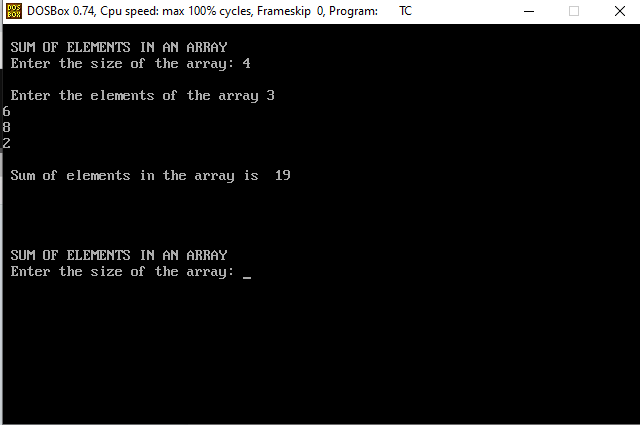 DOS
BOX
DOSBox 0.74, Cpu speed: max 100% cycles, Frameskip 0, Program: TC
SUM OF ELEMENTS IN AN ARRAY
Enter the size of the array: 4
Enter the elements of the array 3
6
8
2
Sum of elements in the array is 19
SUM OF ELEMENTS IN AN ARRAY
Enter the size of the array: _